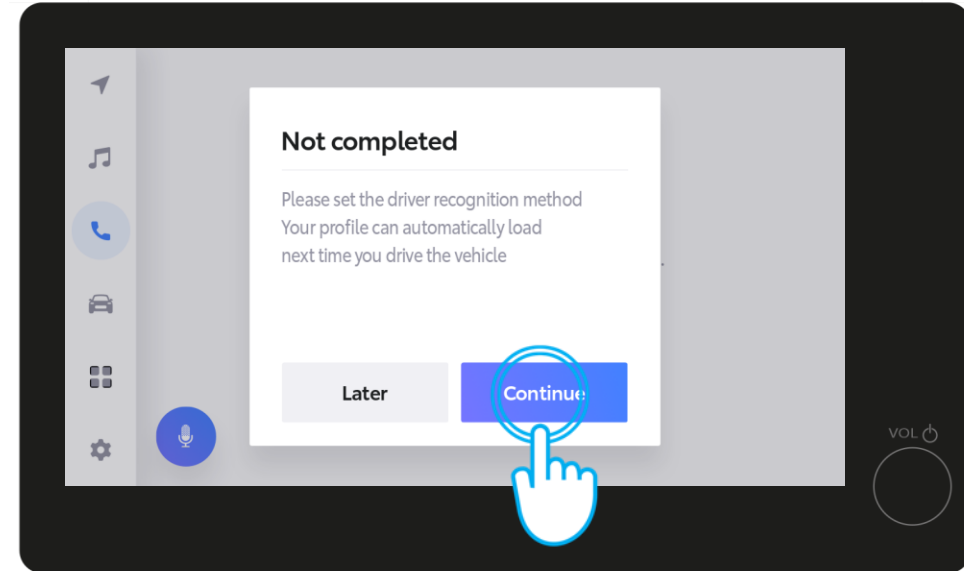 Not completed
Please set the driver recognition method
Your profile can automatically load
next time you drive the vehicle
Later
Continue
VOL